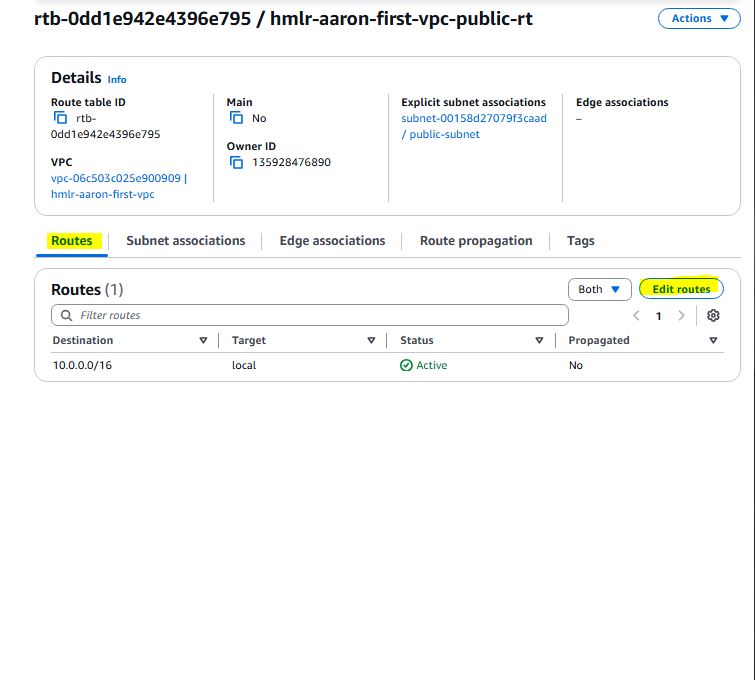 rtb-0dd1e942e4396e795 / hmlr-aaron-first-vpc-public-rt
Actions
Details Info
Route table ID
rtb-
0dd1e942e4396e795
Main
No
Explicit subnet associations
subnet-00158d27079f3caad
/ public-subnet
Edge associations
–
VPC
vpc-06c503c025e900909 |
hmlr-aaron-first-vpc
Owner ID
135928476890
Routes Subnet associations Edge associations Route propagation Tags
Routes (1)
Both
Edit routes
Filter routes
1
Destination Target Status Propagated
10.0.0.0/16 local Active No